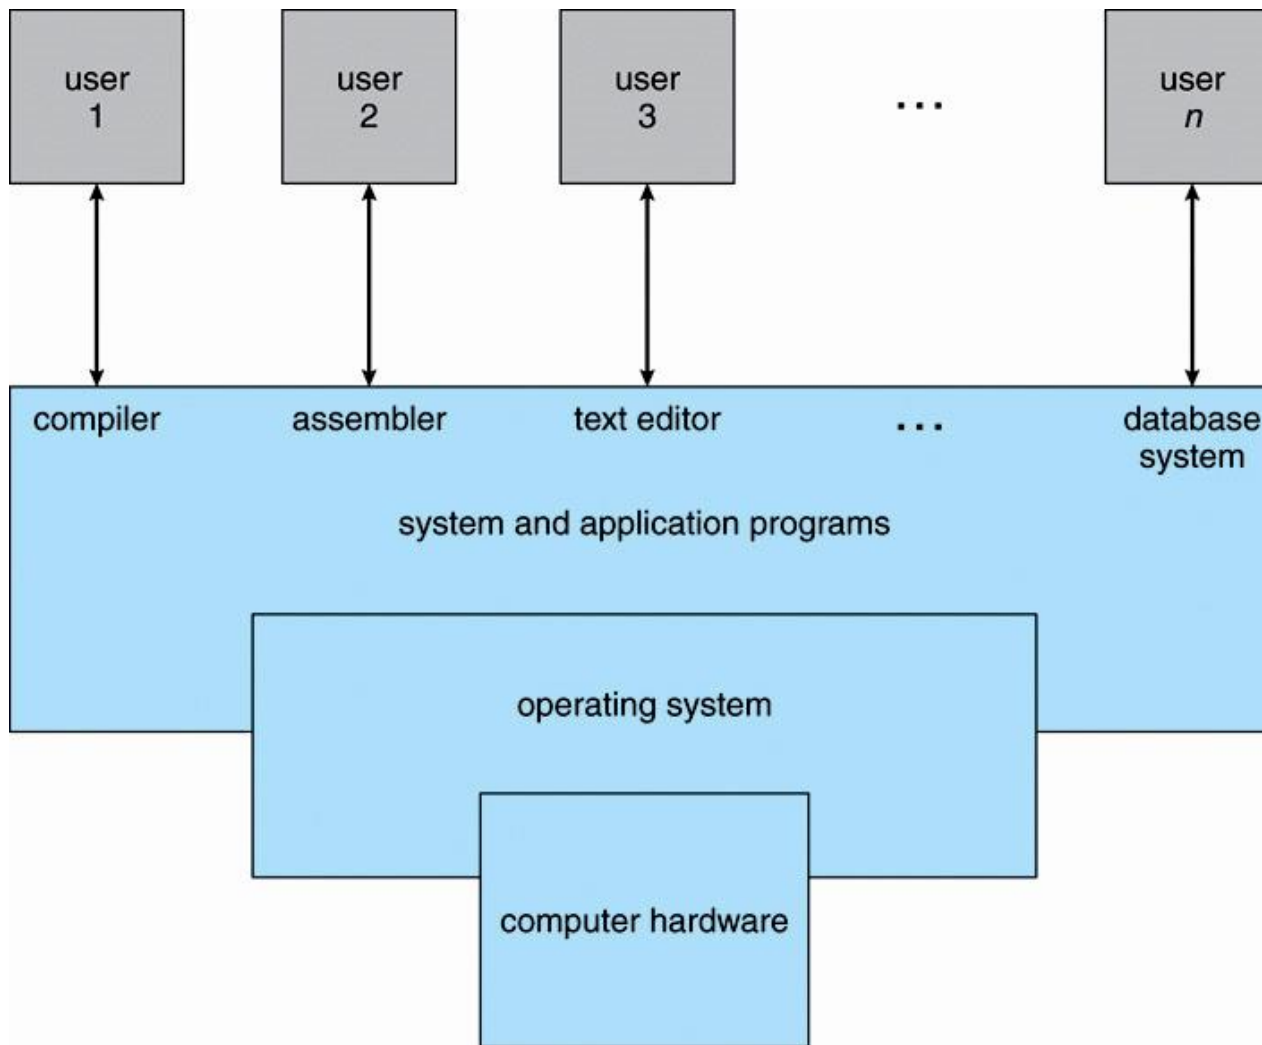 user
1
user
2
user
3
...
user
n
compiler
assembler
text editor
...
database
system
system and application programs
operating system
computer hardware